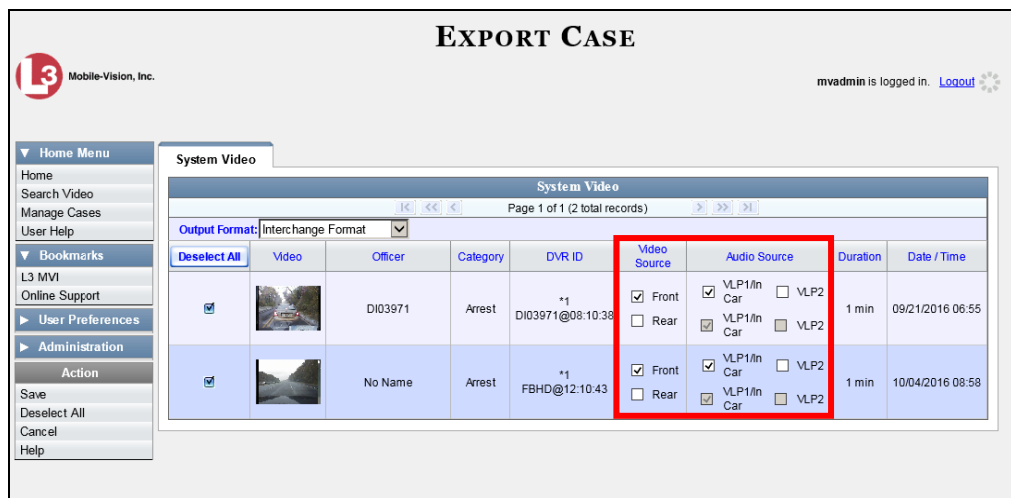 EXPORT CASE
L3 Mobile-Vision, Inc.
mvadmin is logged in. Logout
Home Menu
Home
Search Video
Manage Cases
User Help
Bookmarks
L3 MVI
Online Support
User Preferences
Administration
Action
Save
Deselect All
Cancel
Help
System Video
System Video
Page 1 of 1 (2 total records)
Output Format: Interchange Format
Deselect All Video Officer Category DVR ID Video Source Audio Source Duration Date / Time
DI03971 Arrest *1 DI03971@08:10:38 1 min 09/21/2016 06:55
Front VLP1/In Car VLP2
Rear VLP1/In Car VLP2
No Name Arrest *1 FBHD@12:10:43 1 min 10/04/2016 08:58
Front VLP1/In Car VLP2
Rear VLP1/In Car VLP2